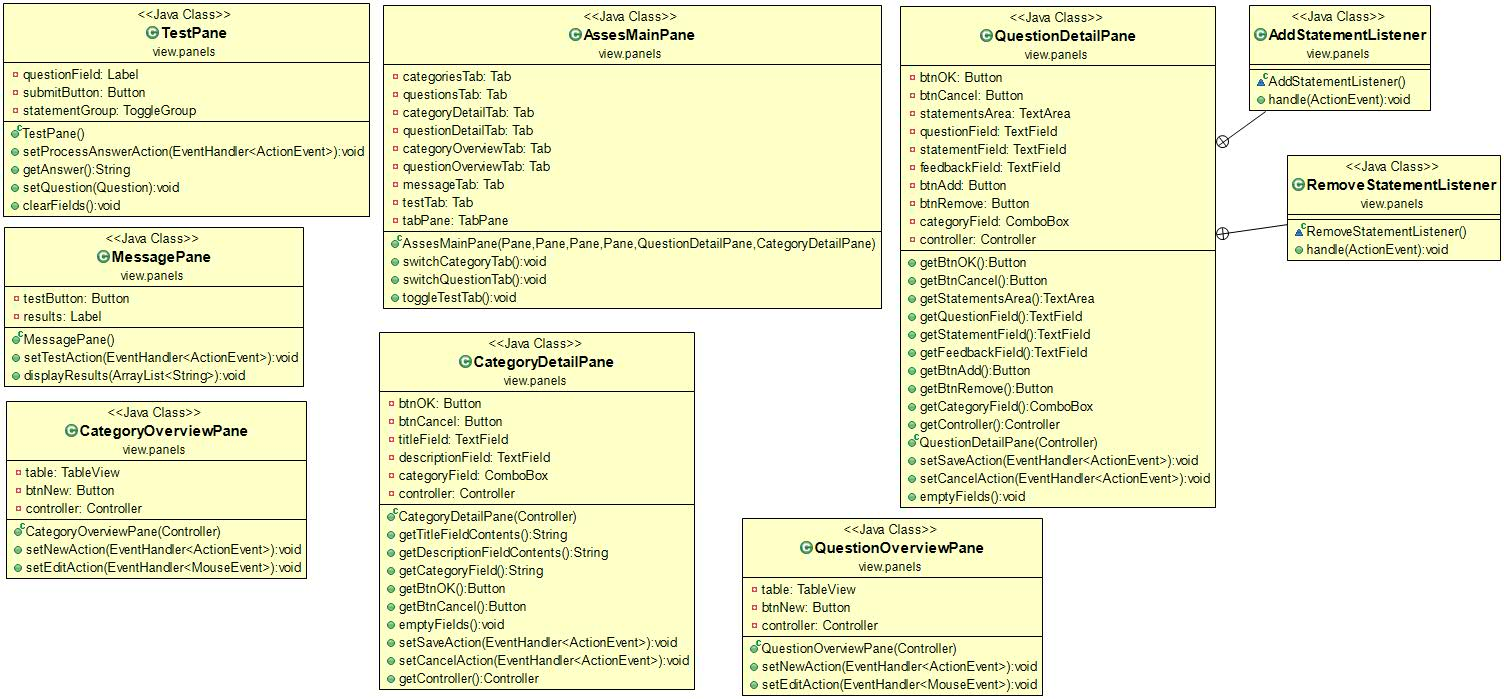 <<Java Class>>
TestPane
view.panels
questionField: Label
submitButton: Button
statementGroup: ToggleGroup
TestPane()
setProcessAnswerAction(EventHandler<ActionEvent>):void
getAnswer():String
setQuestion(Question):void
clearFields():void
<<Java Class>>
MessagePane
view.panels
testButton: Button
results: Label
MessagePane()
setTestAction(EventHandler<ActionEvent>):void
displayResults(ArrayList<String>):void
<<Java Class>>
CategoryOverviewPane
view.panels
table: TableView
btnNew: Button
controller: Controller
CategoryOverviewPane(Controller)
setNewAction(EventHandler<ActionEvent>):void
setEditAction(EventHandler<MouseEvent>):void
<<Java Class>>
AssesMainPane
view.panels
categoriesTab: Tab
questionsTab: Tab
categoryDetailTab: Tab
questionDetailTab: Tab
categoryOverviewTab: Tab
questionOverviewTab: Tab
messageTab: Tab
testTab: Tab
tabPane: TabPane
AssesMainPane(Pane,Pane,Pane,Pane,QuestionDetailPane,CategoryDetailPane)
switchCategoryTab():void
switchQuestionTab():void
toggleTestTab():void
<<Java Class>>
CategoryDetailPane
view.panels
btnOK: Button
btnCancel: Button
titleField: TextField
descriptionField: TextField
categoryField: ComboBox
controller: Controller
CategoryDetailPane(Controller)
getTitleFieldContents():String
getDescriptionFieldContents():String
getCategoryField():String
getBtnOK():Button
getBtnCancel():Button
emptyFields():void
setSaveAction(EventHandler<ActionEvent>):void
setCancelAction(EventHandler<ActionEvent>):void
getController():Controller
<<Java Class>>
QuestionDetailPane
view.panels
btnOK: Button
btnCancel: Button
statementsArea: TextArea
questionField: TextField
statementField: TextField
feedbackField: TextField
btnAdd: Button
btnRemove: Button
categoryField: ComboBox
controller: Controller
getBtnOK():Button
getBtnCancel():Button
getStatementsArea():TextArea
getQuestionField():TextField
getStatementField():TextField
getFeedbackField():TextField
getBtnAdd():Button
getBtnRemove():Button
getCategoryField():ComboBox
getController():Controller
QuestionDetailPane(Controller)
setSaveAction(EventHandler<ActionEvent>):void
setCancelAction(EventHandler<ActionEvent>):void
emptyFields():void
<<Java Class>>
QuestionOverviewPane
view.panels
table: TableView
btnNew: Button
controller: Controller
QuestionOverviewPane(Controller)
setNewAction(EventHandler<ActionEvent>):void
setEditAction(EventHandler<MouseEvent>):void
<<Java Class>>
AddStatementListener
view.panels
AddStatementListener()
handle(ActionEvent):void
<<Java Class>>
RemoveStatementListener
view.panels
RemoveStatementListener()
handle(ActionEvent):void